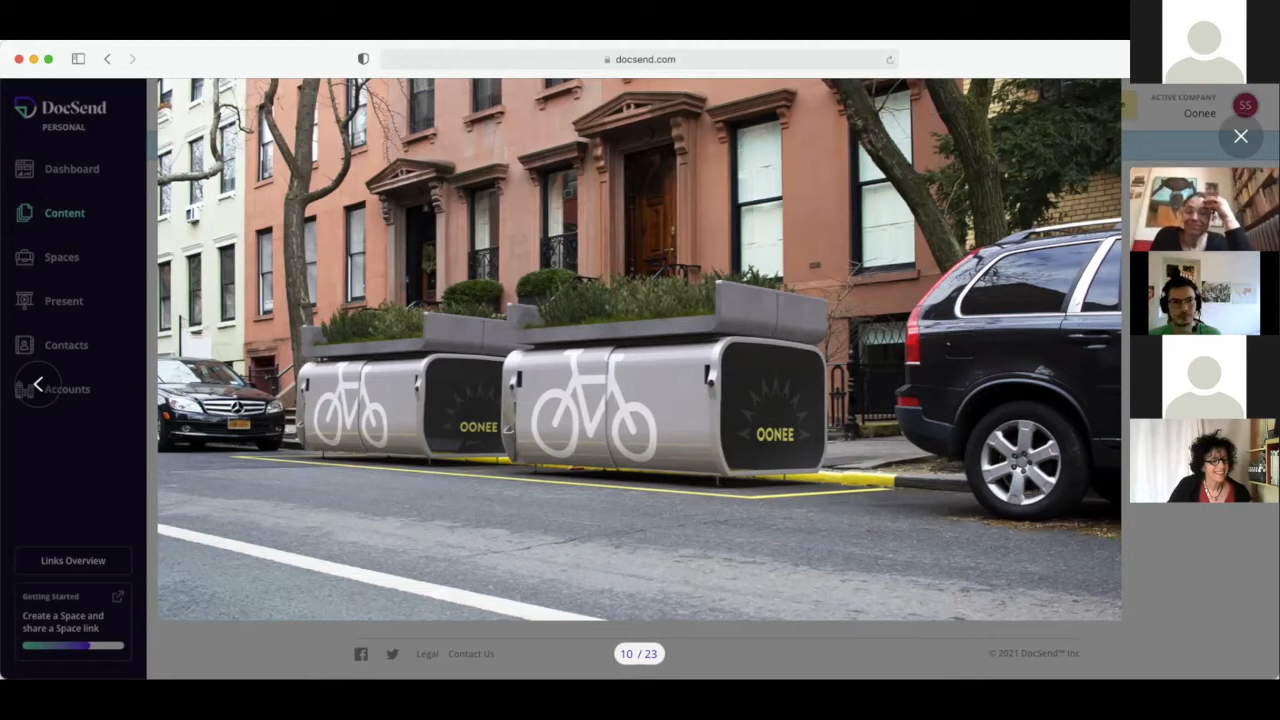 docsend.com
DocSend
PERSONAL
ACTIVE COMPANY
Oonee
SS
Dashboard
Content
Spaces
Present
Contacts
Accounts
OONEE
OONEE
Links Overview
Getting Started
Create a Space and
share a Space link
Legal
Contact Us
10 / 23
© 2021 DocSend™ Inc